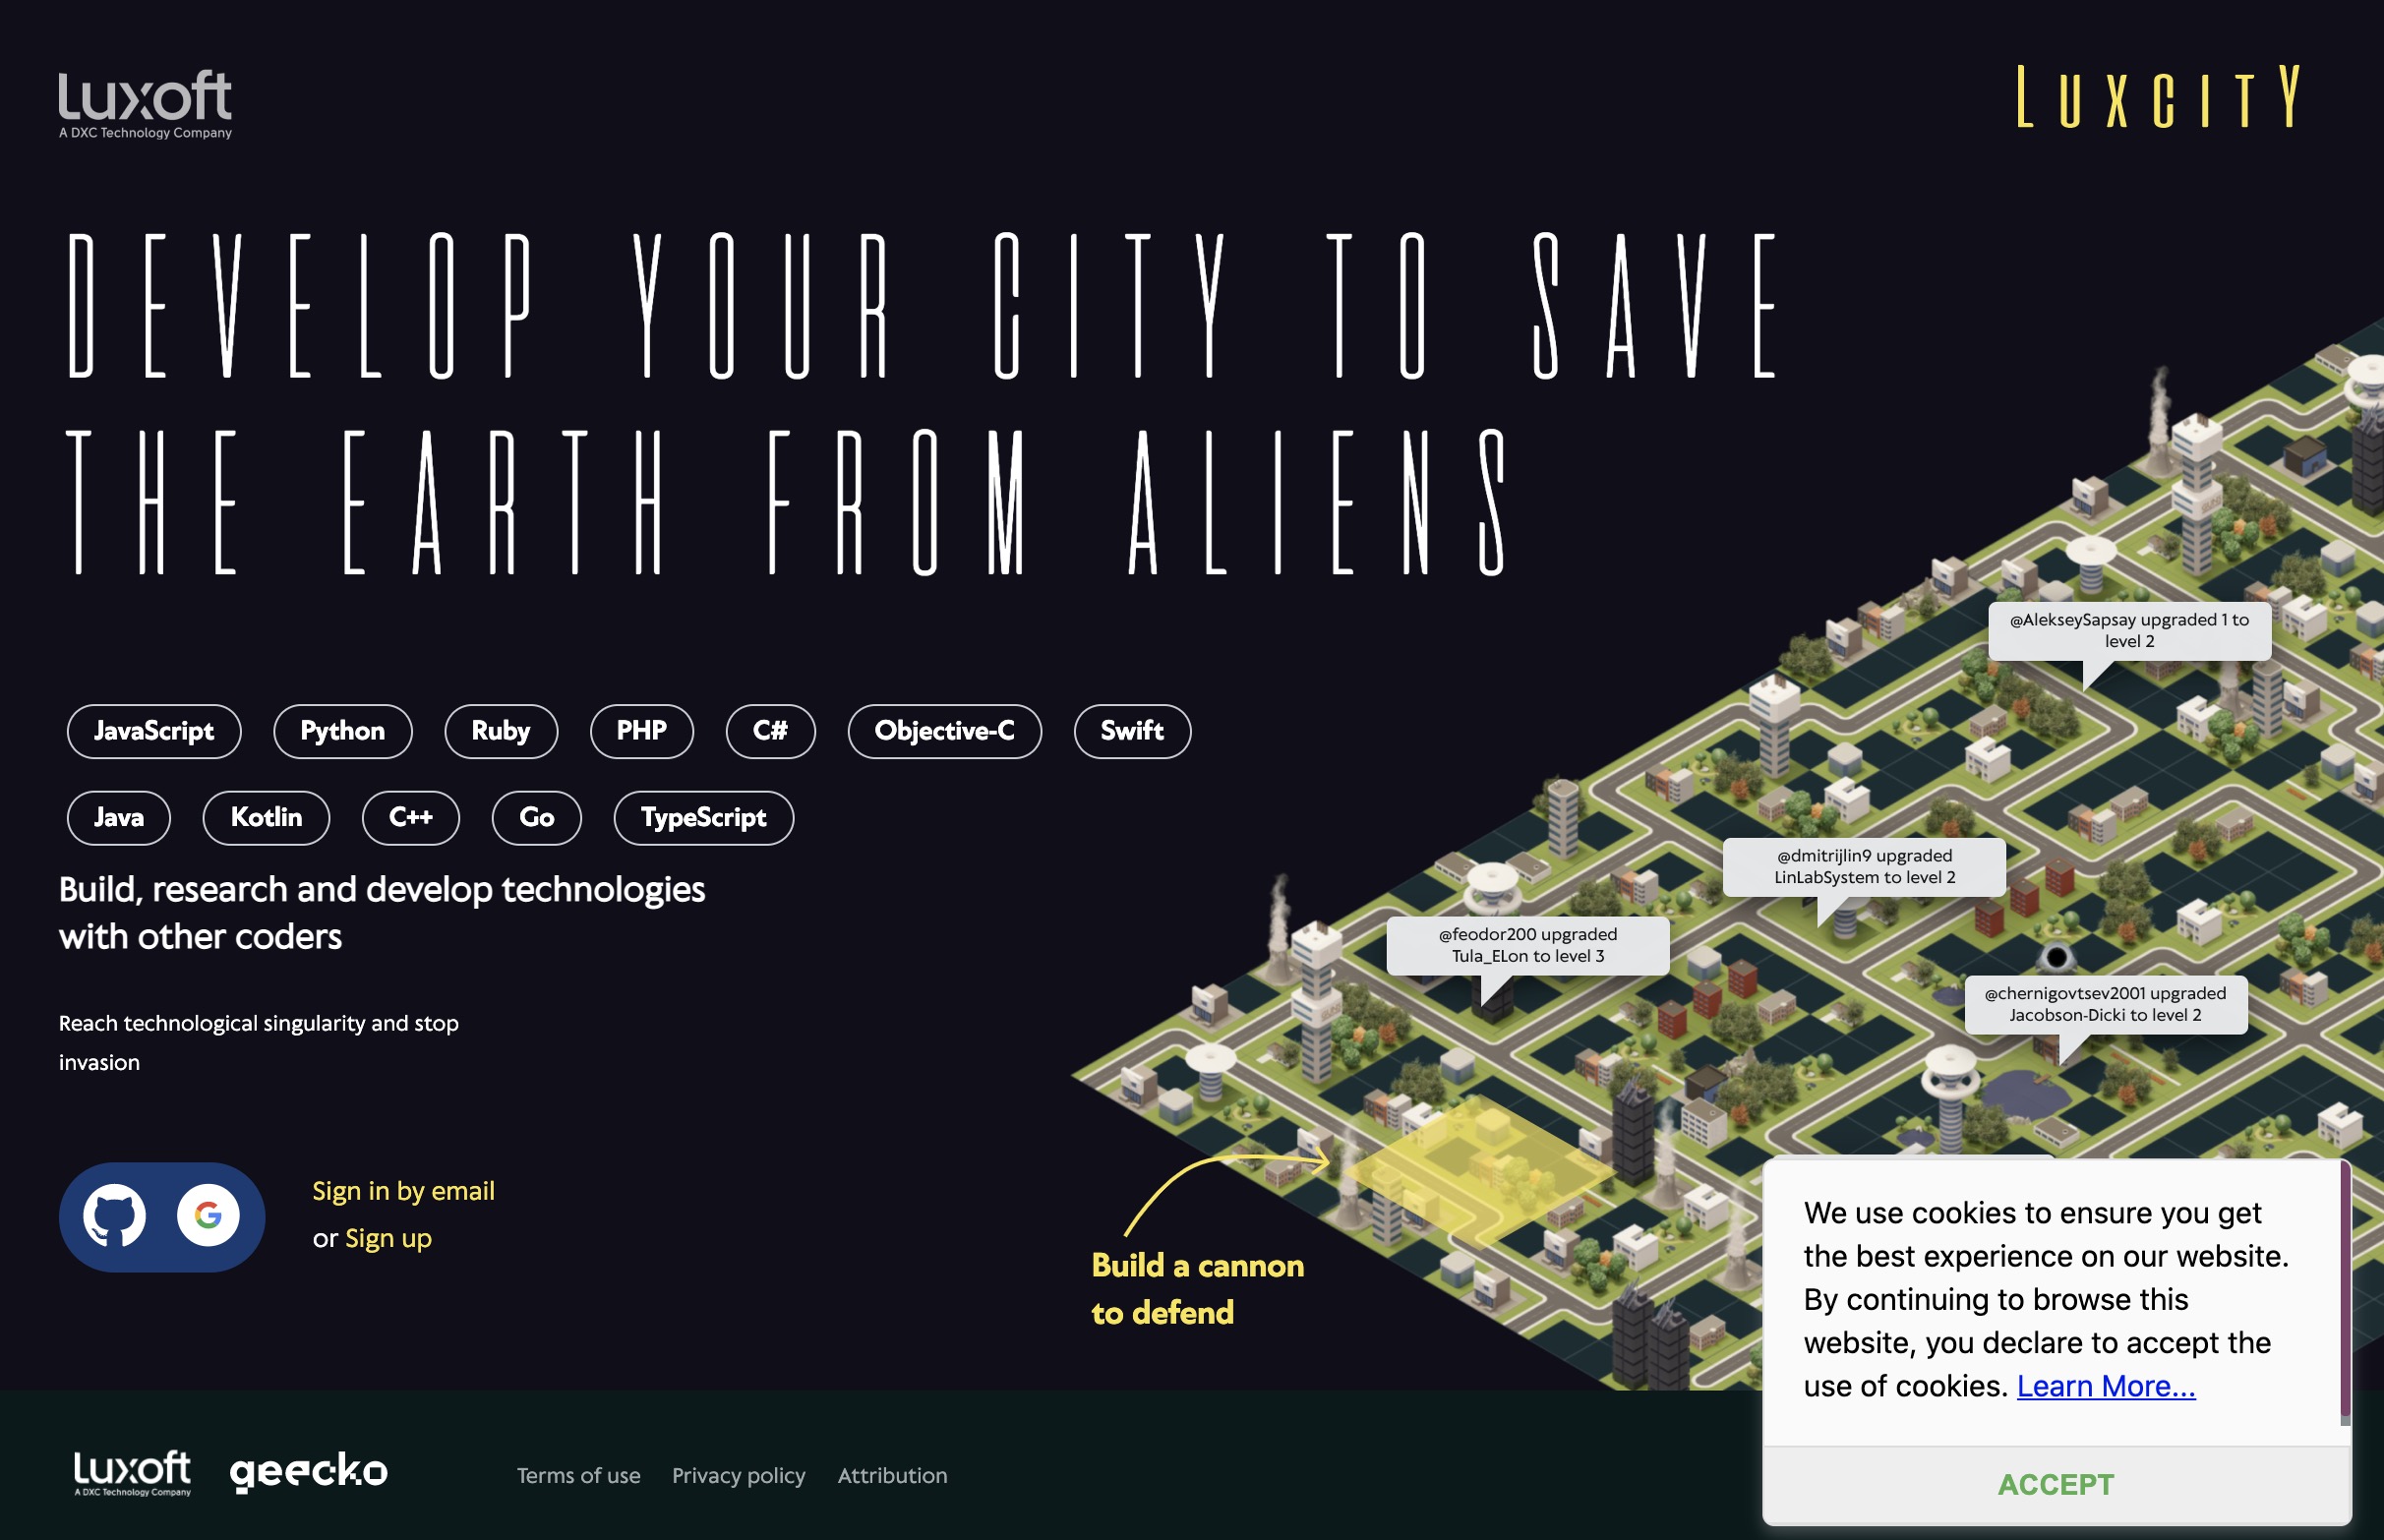 Luxoft
A DXC Technology Company
LUXCITY
DEVELOP YOUR CITY TO SAVE
THE EARTH FROM ALIENS
JavaScript
Python
Ruby
PHP
C#
Objective-C
Swift
Java
Kotlin
C++
Go
TypeScript
Build, research and develop technologies
with other coders
Reach technological singularity and stop
invasion
Sign in by email
or Sign up
@AlekseySapsay upgraded 1 to
level 2
@dmitrijlin9 upgraded
LinLabSystem to level 2
@feodor200 upgraded
Tula_ELon to level 3
@chernigovtsev2001 upgraded
Jacobson-Dicki to level 2
Build a cannon
to defend
We use cookies to ensure you get
the best experience on our website.
By continuing to browse this
website, you declare to accept the
use of cookies. Learn More...
ACCEPT
Luxoft
A DXC Technology Company
geecko
Terms of use
Privacy policy
Attribution